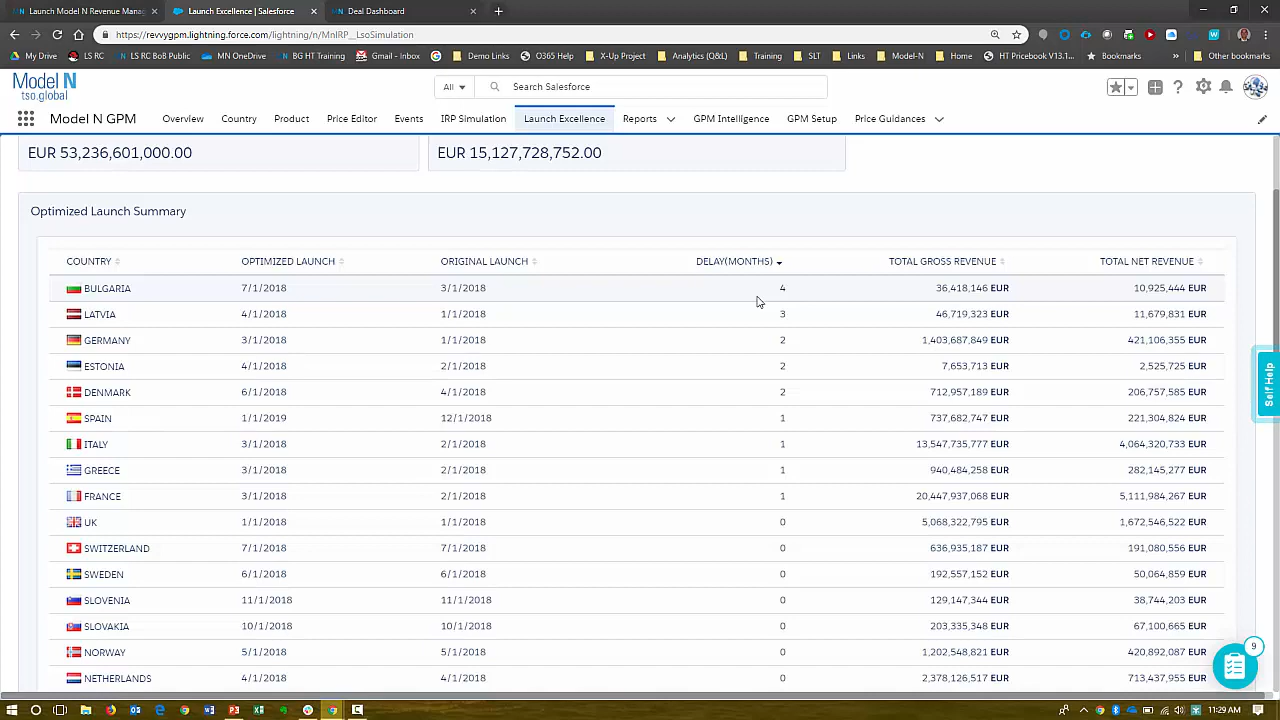 Launch Model N Revenue Manag
Launch Excellence | Salesforce
Deal Dashboard
https://revvygpm.lightning.force.com/lightning/n/MnIRP__LsoSimulation
My Drive
LS RC
LS RC BoB Public
MN OneDrive
BG HT Training
Gmail - Inbox
Demo Links
O365 Help
X-Up Project
Analytics (Q&L)
Training
SLT
Links
Model-N
Home
HT Pricebook V13.1...
Bookmarks
Other bookmarks
Model N
tso.global
All
Search Salesforce
Model N GPM
Overview
Country
Product
Price Editor
Events
IRP Simulation
Launch Excellence
Reports
GPM Intelligence
GPM Setup
Price Guidances
EUR 53,236,601,000.00
EUR 15,127,728,752.00
Optimized Launch Summary
COUNTRY OPTIMIZED LAUNCH ORIGINAL LAUNCH DELAY(MONTHS) TOTAL GROSS REVENUE TOTAL NET REVENUE
BULGARIA 7/1/2018 3/1/2018 4 36,418,146 EUR 10,925,444 EUR
LATVIA 4/1/2018 1/1/2018 3 46,719,323 EUR 11,679,831 EUR
GERMANY 3/1/2018 1/1/2018 2 1,403,687,849 EUR 421,106,355 EUR
ESTONIA 4/1/2018 2/1/2018 2 7,653,713 EUR 2,525,725 EUR
DENMARK 6/1/2018 4/1/2018 2 712,957,189 EUR 206,757,585 EUR
SPAIN 1/1/2019 12/1/2018 1 737,682,747 EUR 221,304,824 EUR
ITALY 3/1/2018 2/1/2018 1 13,547,735,777 EUR 4,064,320,733 EUR
GREECE 3/1/2018 2/1/2018 1 940,484,258 EUR 282,145,277 EUR
FRANCE 3/1/2018 2/1/2018 1 20,447,937,068 EUR 5,111,984,267 EUR
UK 1/1/2018 1/1/2018 0 5,068,322,795 EUR 1,672,546,522 EUR
SWITZERLAND 7/1/2018 7/1/2018 0 636,935,187 EUR 191,080,556 EUR
SWEDEN 6/1/2018 6/1/2018 0 192,557,152 EUR 50,064,859 EUR
SLOVENIA 11/1/2018 11/1/2018 0 129,147,344 EUR 38,744,203 EUR
SLOVAKIA 10/1/2018 10/1/2018 0 203,335,348 EUR 67,100,665 EUR
NORWAY 5/1/2018 5/1/2018 0 1,202,548,821 EUR 420,892,087 EUR
NETHERLANDS 4/1/2018 4/1/2018 0 2,378,126,517 EUR 713,437,955 EUR
Self Help
9
11:29 AM